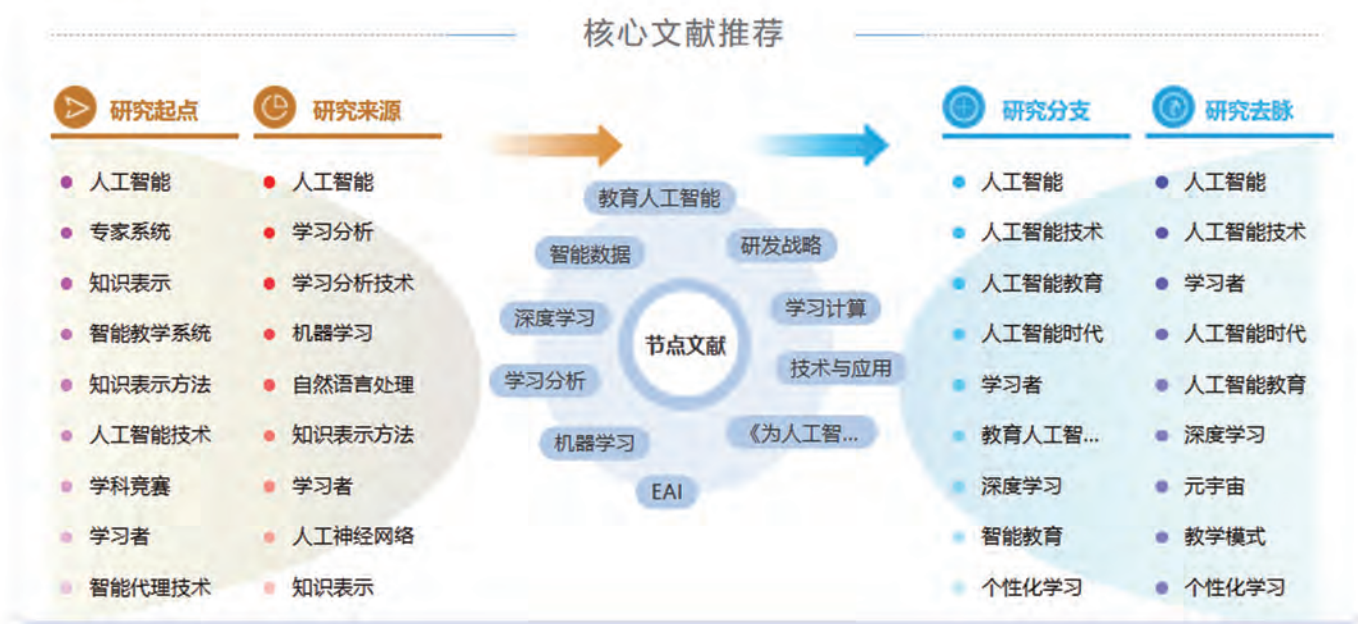 核心文献推荐
研究起点
人工智能
专家系统
知识表示
智能教学系统
知识表示方法
人工智能技术
学科竞赛
学习者
智能代理技术
研究来源
人工智能
学习分析
学习分析技术
机器学习
自然语言处理
知识表示方法
学习者
人工神经网络
知识表示
教育人工智能
智能数据
研发战略
深度学习
学习计算
节点文献
学习分析
技术与应用
机器学习
《为人工智...
EAI
研究分支
人工智能
人工智能技术
人工智能教育
人工智能时代
学习者
教育人工智...
深度学习
智能教育
个性化学习
研究去脉
人工智能
人工智能技术
学习者
人工智能时代
人工智能教育
深度学习
元宇宙
教学模式
个性化学习